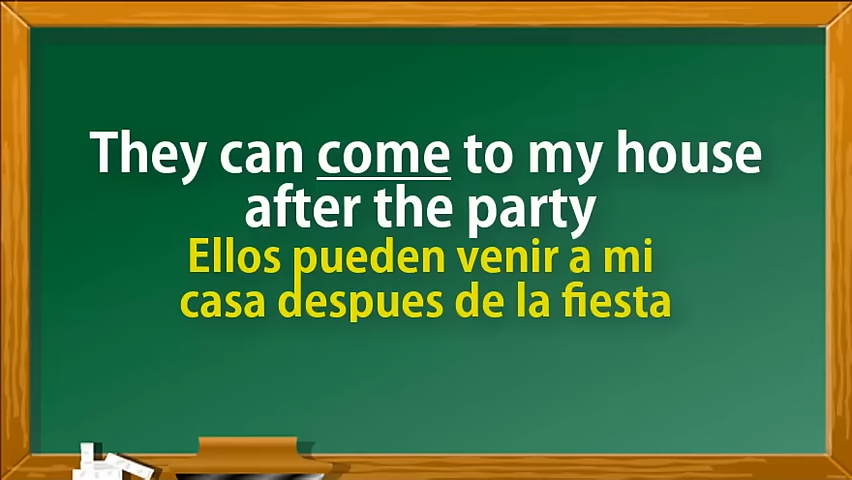 They can come to my house
after the party
Ellos pueden venir a mi
casa despues de la fiesta